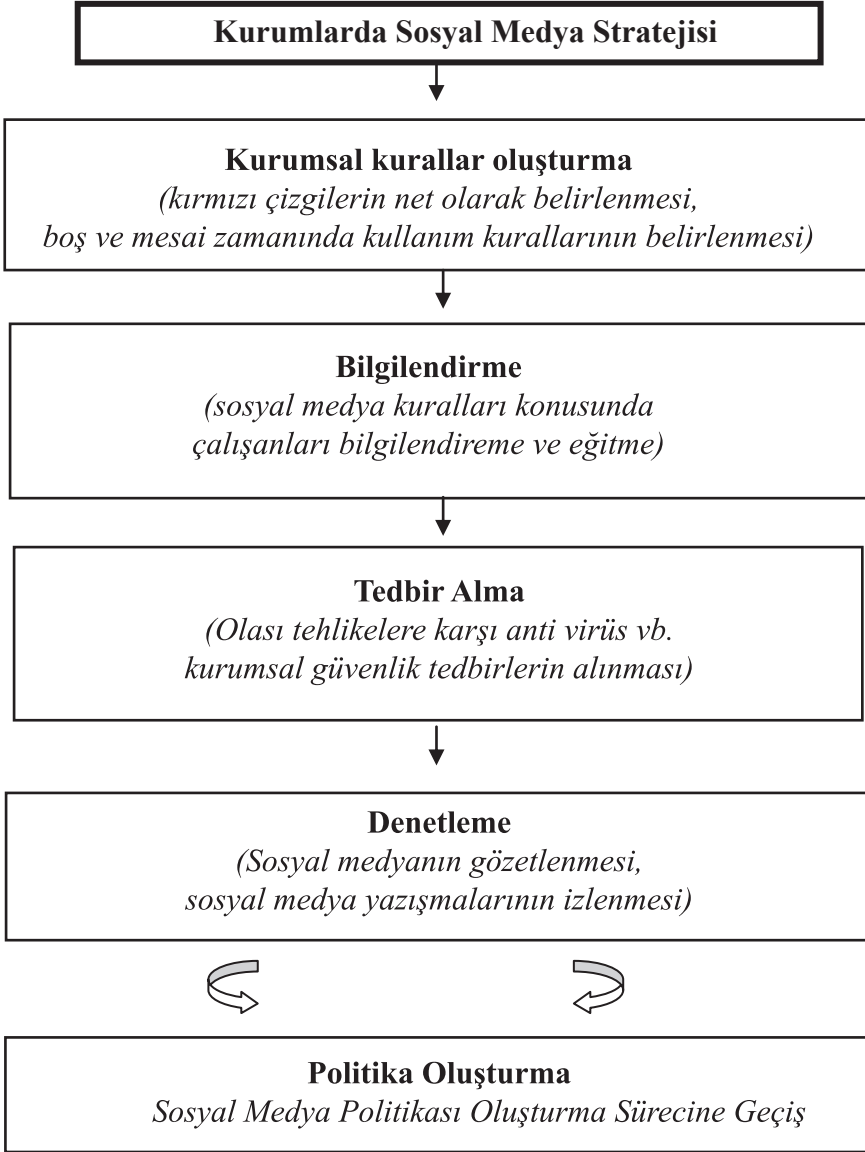 Kurumlarda Sosyal Medya Stratejisi
Kurumsal kurallar oluşturma
(kırmızı çizgilerin net olarak belirlenmesi,
boş ve mesai zamanında kullanım kurallarının belirlenmesi)
Bilgilendirme
(sosyal medya kuralları konusunda
çalışanları bilgilendireme ve eğitme)
Tedbir Alma
(Olası tehlikelere karşı anti virüs vb.
kurumsal güvenlik tedbirlerin alınması)
Denetleme
(Sosyal medyanın gözetlenmesi,
sosyal medya yazışmalarının izlenmesi)
Politika Oluşturma
Sosyal Medya Politikası Oluşturma Sürecine Geçiş